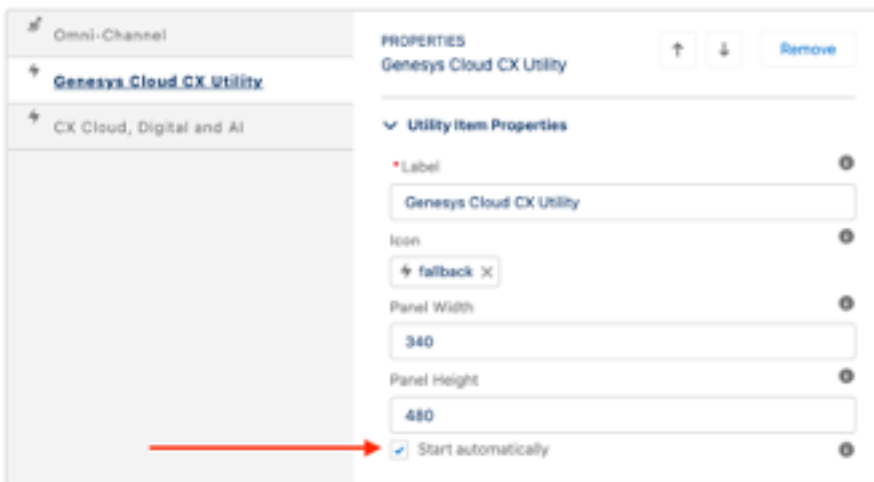 Omni-Channel
Genesys Cloud CX Utility
CX Cloud, Digital and AI
PROPERTIES
Genesys Cloud CX Utility
Remove
Utility Item Properties
*Label
Genesys Cloud CX Utility
Icon
fallback
Panel Width
340
Panel Height
480
Start automatically